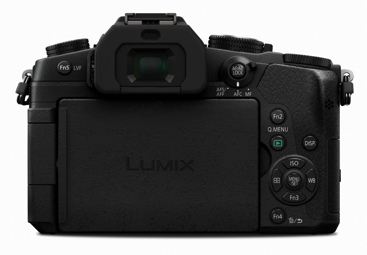 AF/AE
LOCK
Fn5 LVF
AFS/
AFF AFC MF
Fn2
Q.MENU
LUMIX
DISP.
ISO
MENU
/SET
WB
Fn3
Fn4